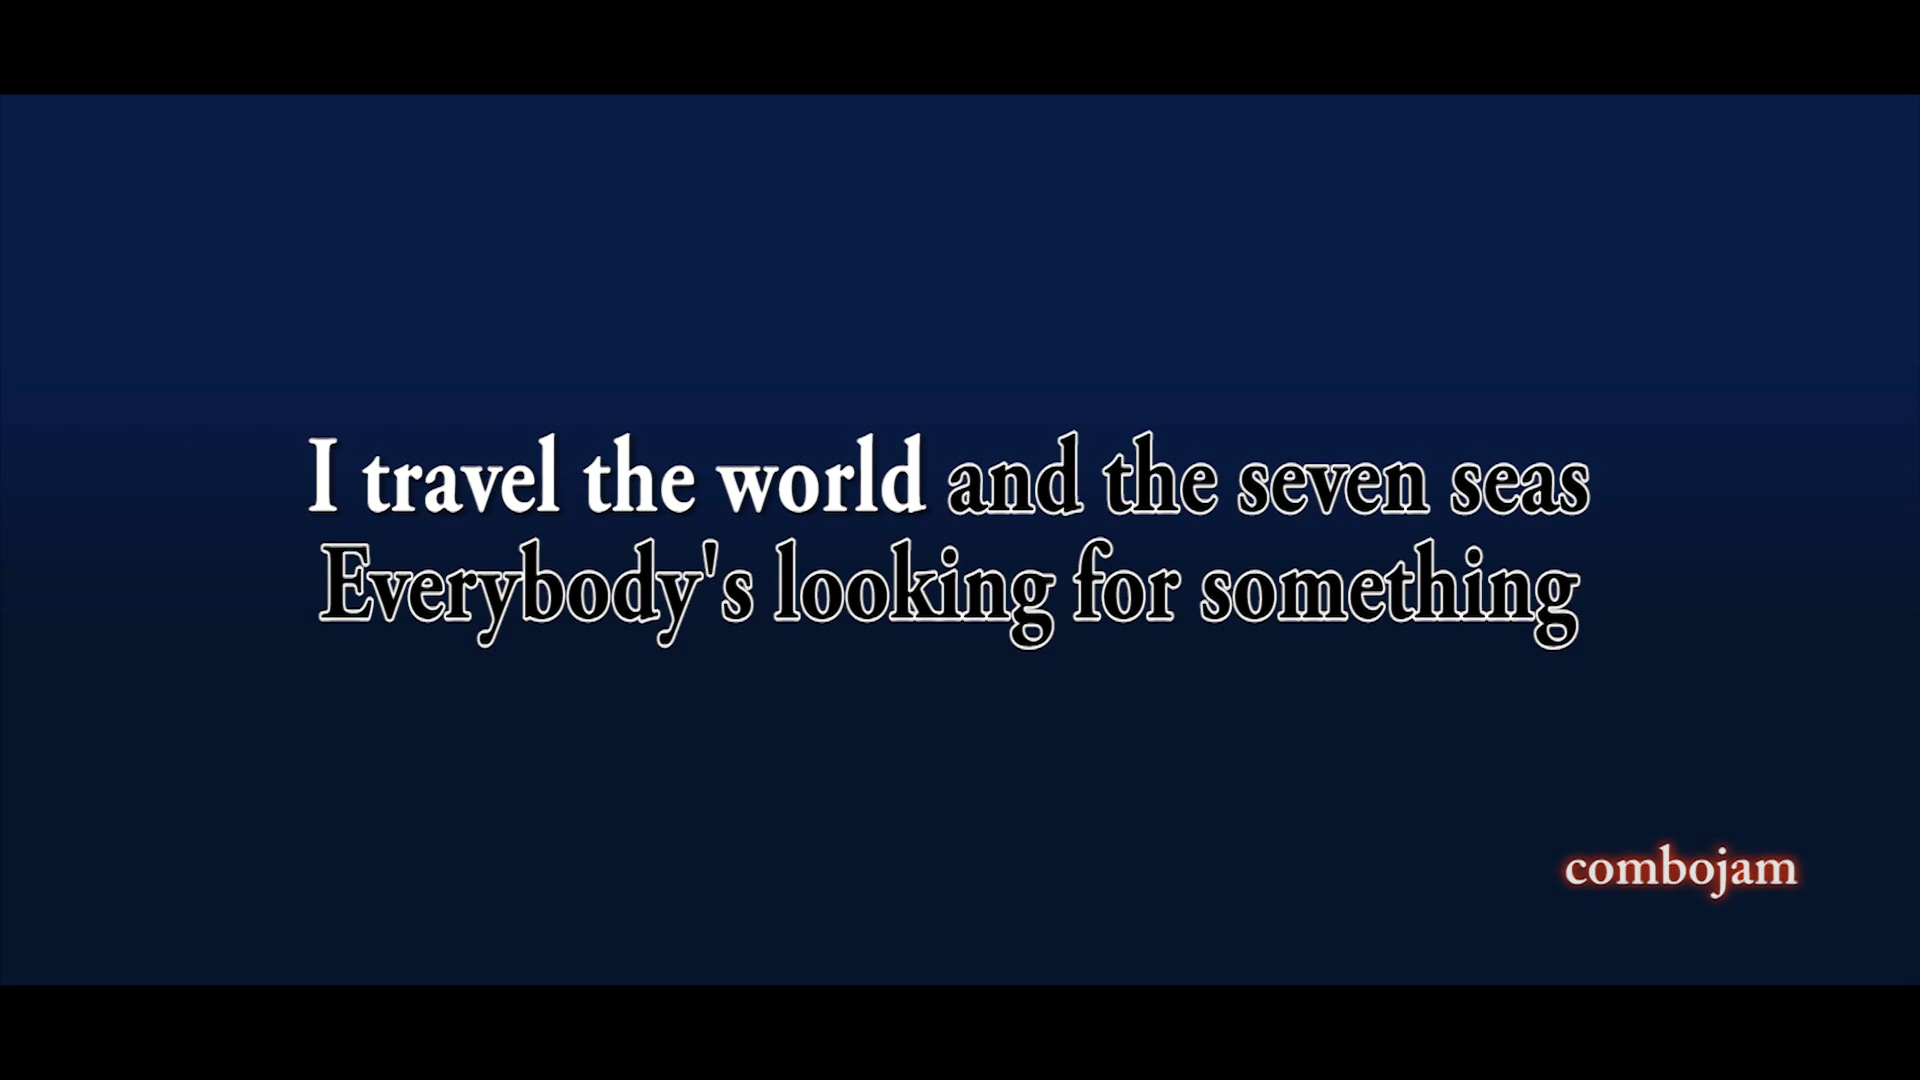 I travel the world and the seven seas
Everybody's looking for something
combojam